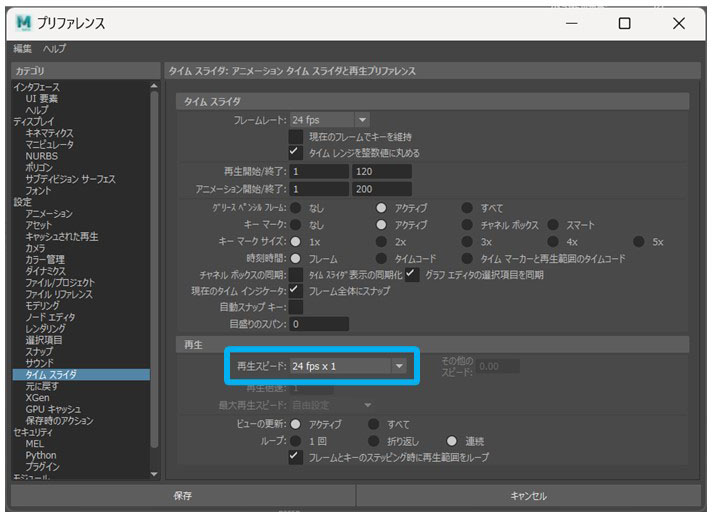 プリファレンス
編集 ヘルプ
カテゴリ
インタフェース
UI 要素
ヘルプ
ディスプレイ
キネマティクス
マニピュレータ
NURBS
ポリゴン
サブディビジョン サーフェス
フォント
設定
アニメーション
アセット
キャッシュされた再生
カメラ
カラー管理
ダイナミクス
ファイル/プロジェクト
ファイル リファレンス
モデリング
ノード エディタ
レンダリング
選択項目
スナップ
サウンド
タイム スライダ
元に戻す
XGen
GPU キャッシュ
保存時のアクション
セキュリティ
MEL
Python
プラグイン
モジュール
タイム スライダ: アニメーション タイム スライダと再生プリファレンス
タイム スライダ
フレームレート: 24 fps
現在のフレームでキーを維持
タイム レンジを整数値に丸める
再生開始/終了: 1 120
アニメーション開始/終了: 1 200
グリース ペンシル フレーム: なし アクティブ すべて
キー マーク: なし アクティブ チャネル ボックス スマート
キー マーク サイズ: 1x 2x 3x 4x 5x
時刻時間: フレーム タイムコード タイム マーカーと再生範囲のタイムコード
チャネル ボックスの同期: タイム スライダ 表示の同期化 グラフ エディタの選択項目を同期
現在のタイム インジケータ: フレーム全体にスナップ
自動スナップ キー:
目盛りのスパン: 0
再生
再生スピード: 24 fps x 1 その他のスピード: 0.00
再生倍速: 1
最大再生スピード: 自由設定
ビューの更新: アクティブ すべて
ループ: 1 回 折り返し 連続
フレームとキーのステッピング時に再生範囲をループ
保存 キャンセル